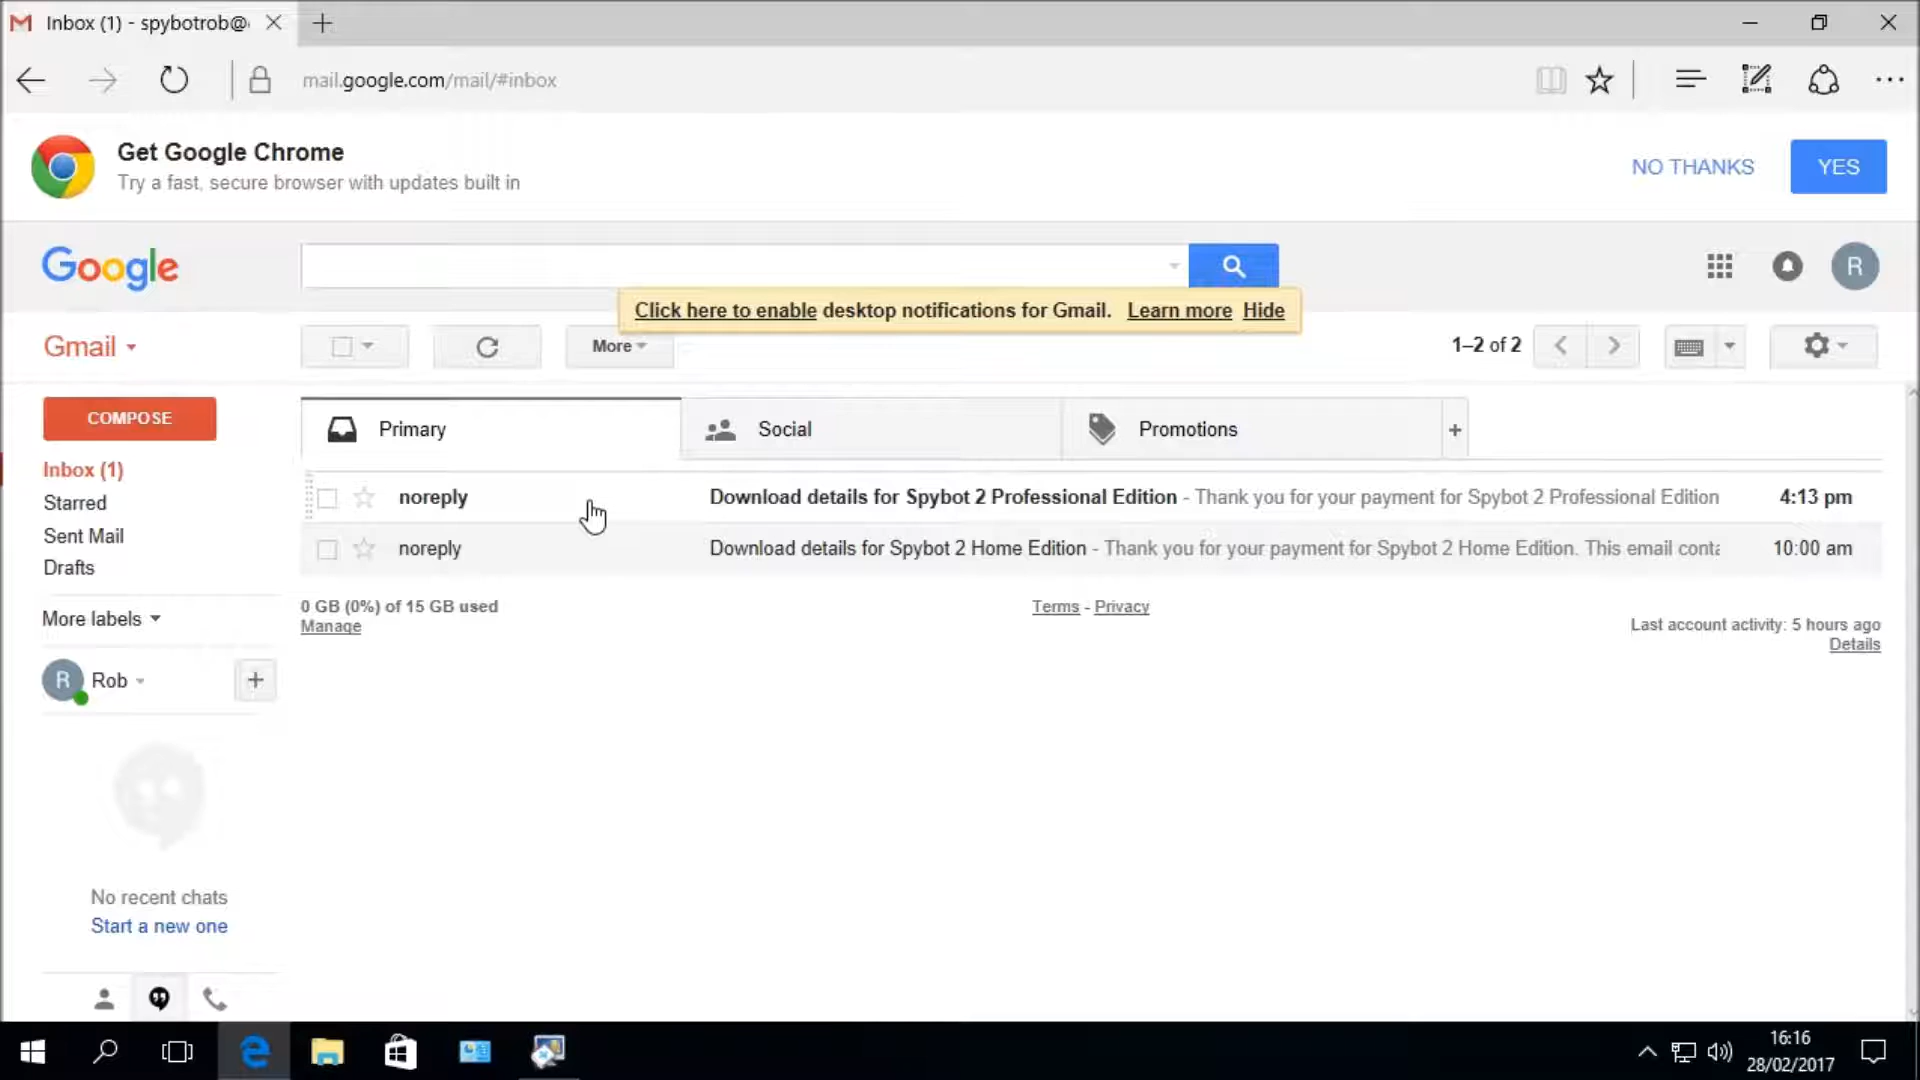 Inbox (1) - spybotrob@
mail.google.com/mail/#inbox
Get Google Chrome
Try a fast, secure browser with updates built in
NO THANKS
YES
Google
R
Click here to enable desktop notifications for Gmail. Learn more Hide
Gmail
More
1–2 of 2
COMPOSE
Primary
Social
Promotions
Inbox (1)
Starred
Sent Mail
Drafts
More labels
R
Rob
noreply
Download details for Spybot 2 Professional Edition - Thank you for your payment for Spybot 2 Professional Edition
4:13 pm
noreply
Download details for Spybot 2 Home Edition - Thank you for your payment for Spybot 2 Home Edition. This email conta
10:00 am
0 GB (0%) of 15 GB used
Manage
Terms - Privacy
Last account activity: 5 hours ago
Details
No recent chats
Start a new one
16:16
28/02/2017